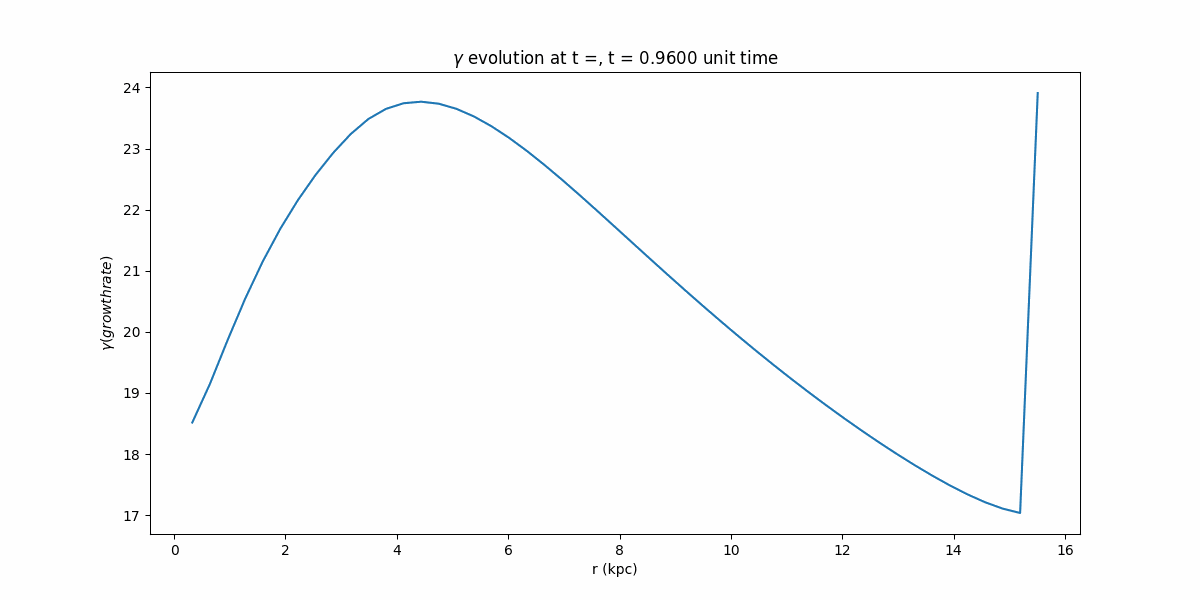 γ evolution at t =, t = 0.9600 unit time
24
23
22
21
20
19
18
17
γ(growthrate)
0 2 4 6 8 10 12 14 16
r (kpc)